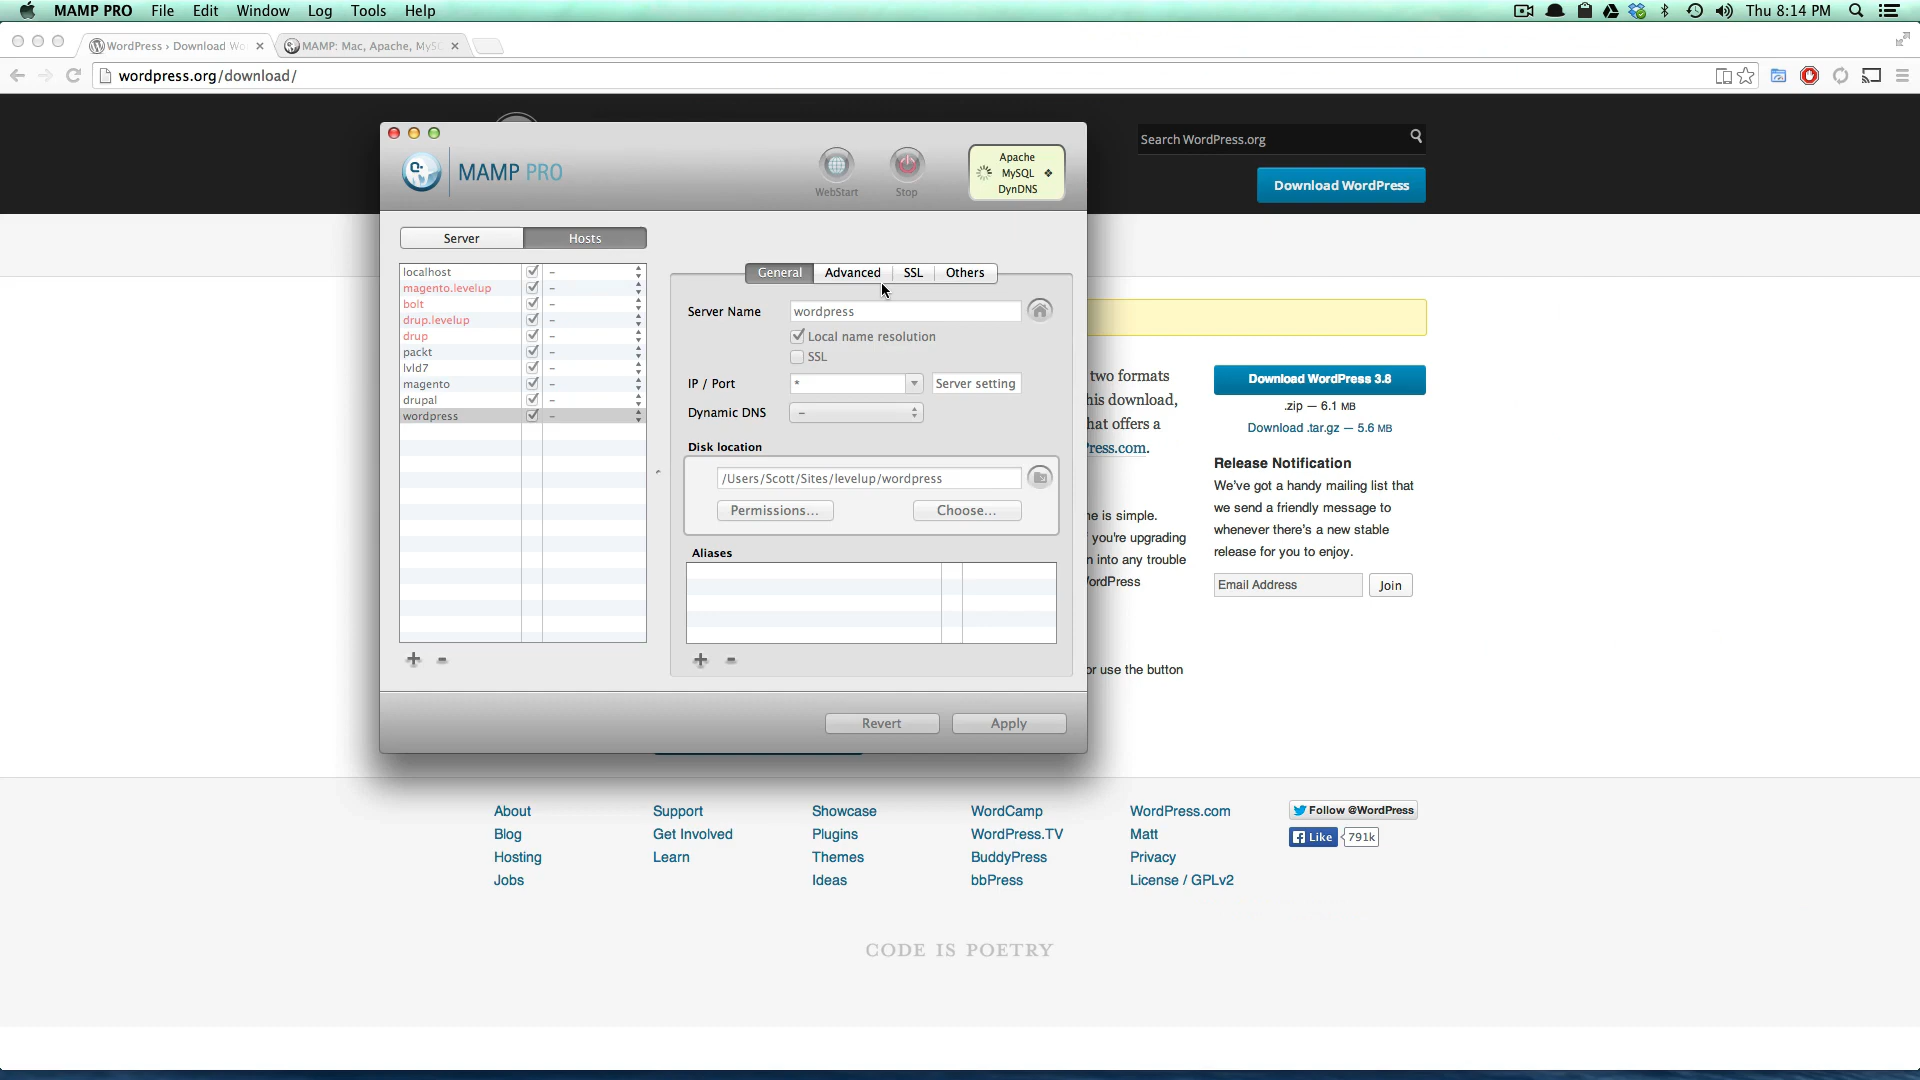 MAMP PRO File Edit Window Log Tools Help
Thu 8:14 PM
WordPress › Download Wo
MAMP: Mac, Apache, MySQ
wordpress.org/download/
Search WordPress.org
Download WordPress
MAMP PRO
WebStart
Stop
Apache
MySQL
DynDNS
Server
Hosts
localhost
magento.levelup
bolt
drup.levelup
drup
packt
lvld7
magento
drupal
wordpress
General Advanced SSL Others
Server Name wordpress
Local name resolution
SSL
IP / Port * Server setting
Dynamic DNS –
Disk location
/Users/Scott/Sites/levelup/wordpress
Permissions... Choose...
Aliases
Revert Apply
two formats
his download,
hat offers a
ress.com.
ne is simple.
you're upgrading
n into any trouble
ordPress
or use the button
Download WordPress 3.8
.zip — 6.1 MB
Download .tar.gz — 5.6 MB
Release Notification
We've got a handy mailing list that
we send a friendly message to
whenever there's a new stable
release for you to enjoy.
Email Address Join
About
Blog
Hosting
Jobs
Support
Get Involved
Learn
Showcase
Plugins
Themes
Ideas
WordCamp
WordPress.TV
BuddyPress
bbPress
WordPress.com
Matt
Privacy
License / GPLv2
Follow @WordPress
Like 791k
CODE IS POETRY